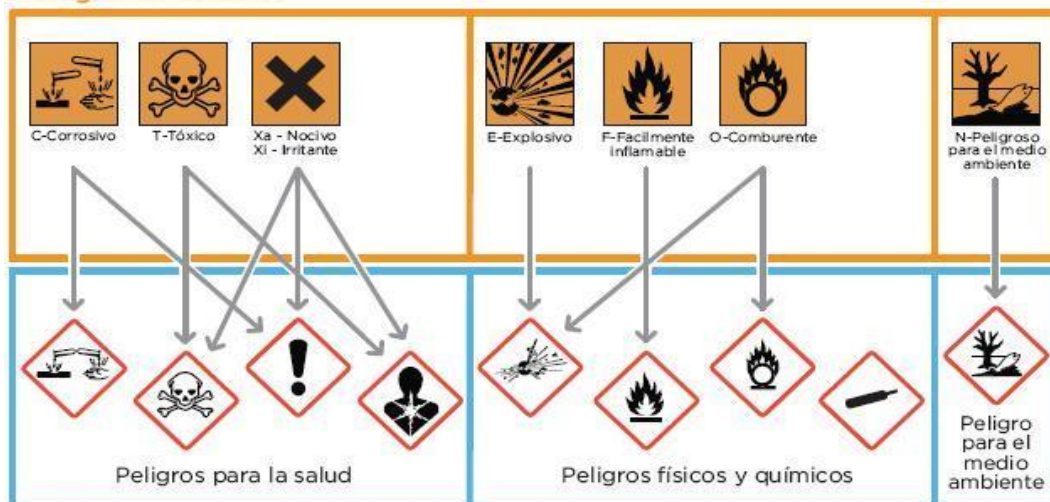 C-Corrosivo
T-Tóxico
Xa - Nocivo
Xi - Irritante
E-Explosivo
F-Facilmente
inflamable
O-Comburente
N-Peligroso
para el medio
ambiente
Peligros para la salud
Peligros físicos y químicos
Peligro
para el
medio
ambiente